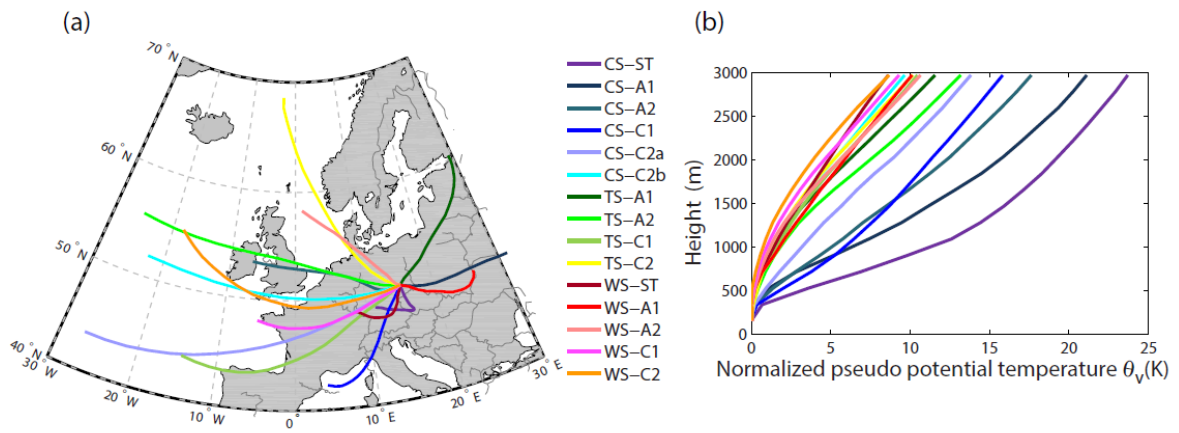 (a)
70 °N
60 °N
50 °N
40 °N
30 °W
20 °W
10 °W
0°
10 °E
20 °E
30 °E
CS−ST
CS−A1
CS−A2
CS−C1
CS−C2a
CS−C2b
TS−A1
TS−A2
TS−C1
TS−C2
WS−ST
WS−A1
WS−A2
WS−C1
WS−C2
(b)
Height (m)
3000
2500
2000
1500
1000
500
0
0 5 10 15 20 25
Normalized pseudo potential temperature θv(K)